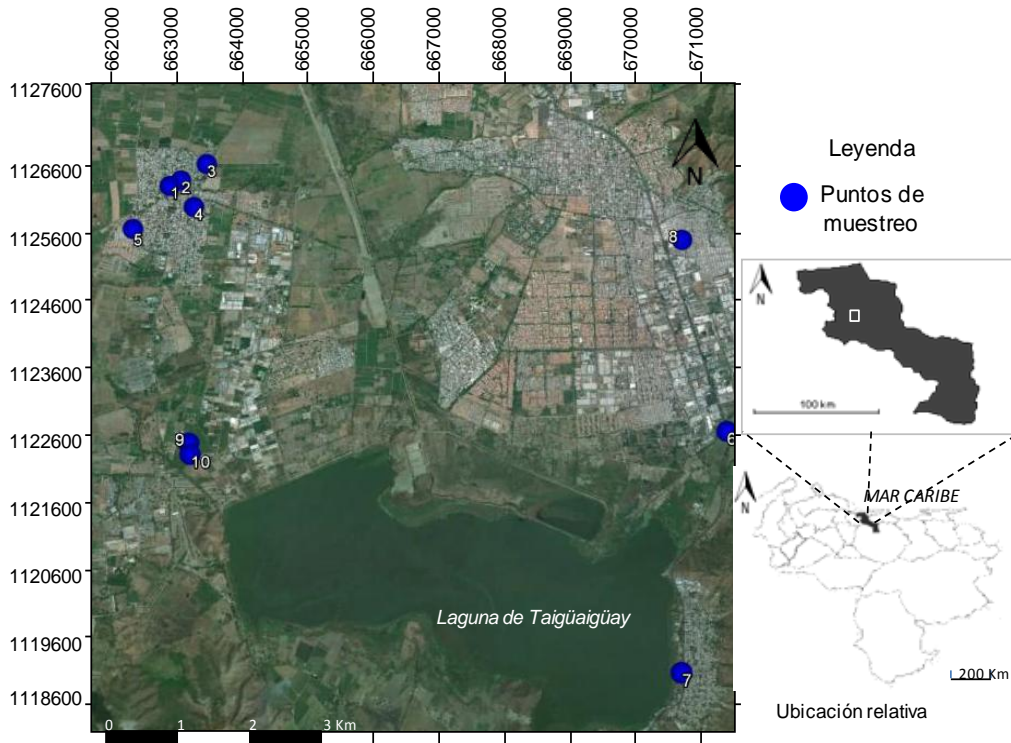 662000
663000
664000
665000
666000
667000
668000
669000
670000
671000
1127600
1126600
1125600
1124600
1123600
1122600
1121600
1120600
1119600
1118600
3
2
1
4
5
8
6
9
10
7
N
Laguna de Taigüaigüay
0 1 2 3 Km
Leyenda
Puntos de
muestreo
N
100 km
N
MAR CARIBE
200 Km
Ubicación relativa